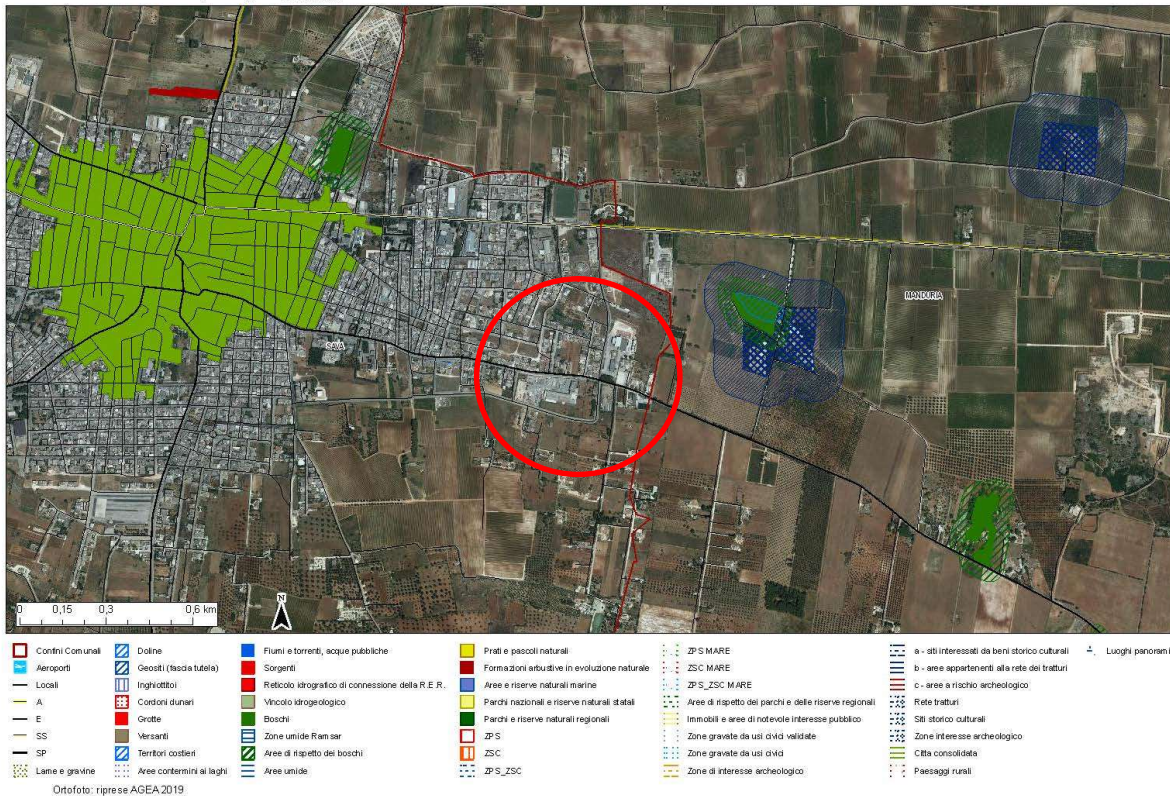 MANDURIA
SAVA
0 0,15 0,3 0,6 km
N
Confini Comunali
Aeroporti
Locali
A
E
SS
SP
Lame e gravine
Doline
Geositi (fascia tutela)
Inghiottitoi
Cordoni dunari
Grotte
Versanti
Territori costieri
Aree contermini ai laghi
Fiumi e torrenti, acque pubbliche
Sorgenti
Reticolo idrografico di connessione della R.E.R.
Vincolo idrogeologico
Boschi
Zone umide Ramsar
Aree di rispetto dei boschi
Aree umide
Prati e pascoli naturali
Formazioni arbustive in evoluzione naturale
Aree e riserve naturali marine
Parchi nazionali e riserve naturali statali
Parchi e riserve naturali regionali
ZPS
ZSC
ZPS_ZSC
ZPS MARE
ZSC MARE
ZPS_ZSC MARE
Aree di rispetto dei parchi e delle riserve regionali
Immobili e aree di notevole interesse pubblico
Zone gravate da usi civici validate
Zone gravate da usi civici
Zone di interesse archeologico
a - siti interessati da beni storico culturali
b - aree appartenenti alla rete dei tratturi
c - aree a rischio archeologico
Rete tratturi
Siti storico culturali
Zone interesse archeologico
Citta consolidata
Paesaggi rurali
Luoghi panorami
Ortofoto: riprese AGEA 2019